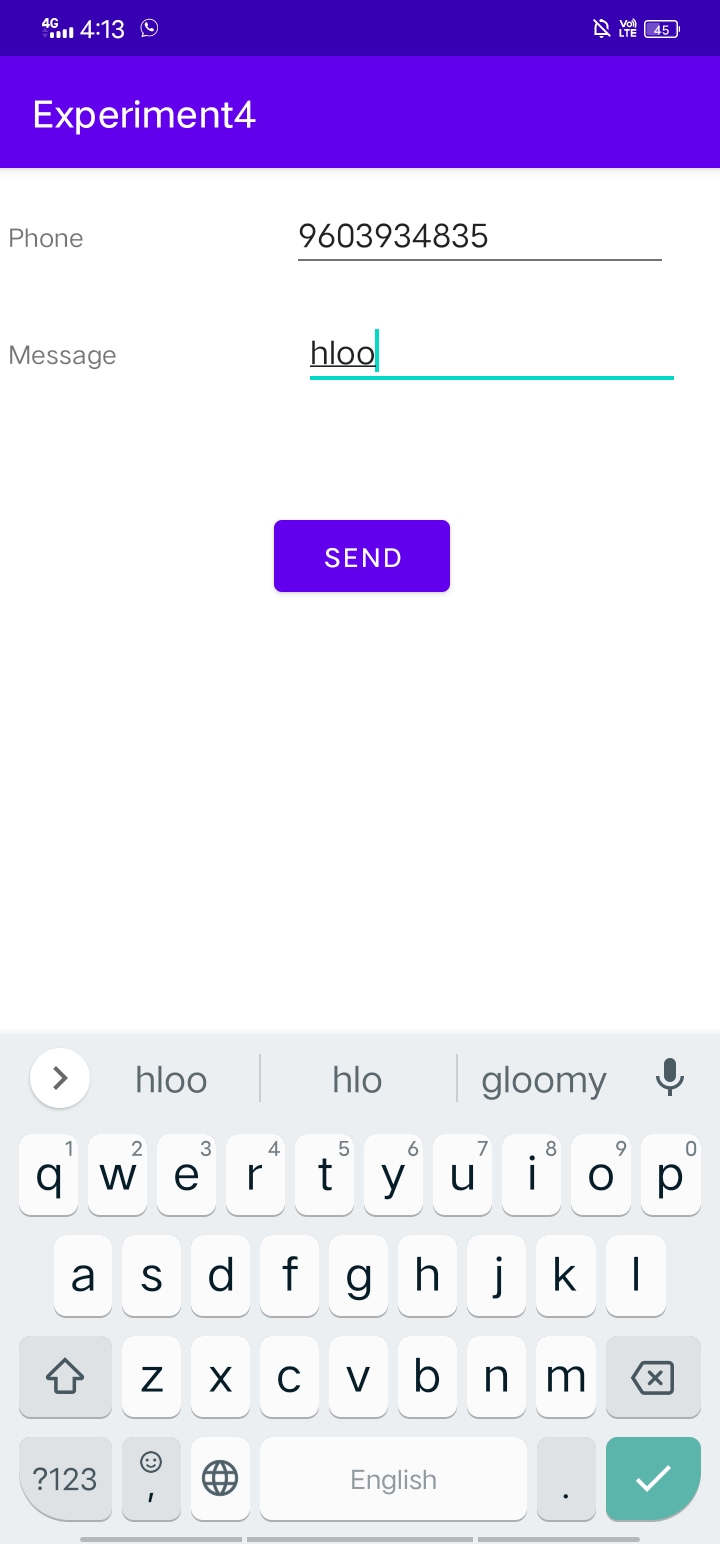 4G 4:13 Vo) LTE 45
Experiment4
Phone 9603934835
Message hloo
SEND
hloo hlo gloomy
1 2 3 4 5 6 7 8 9 0
q w e r t y u i o p
a s d f g h j k l
z x c v b n m
?123 , English .